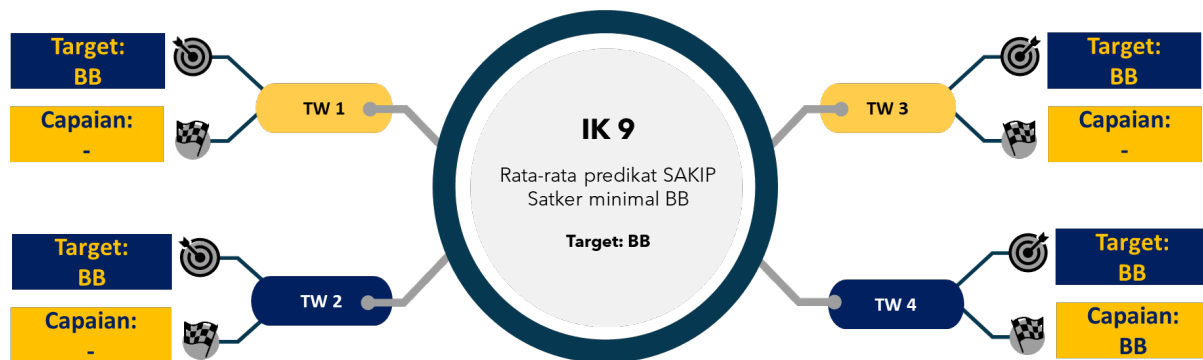 Target:
BB
Capaian:
-
TW 1
Target:
BB
Capaian:
-
TW 2
IK 9
Rata-rata predikat SAKIP
Satker minimal BB
Target: BB
TW 3
Target:
BB
Capaian:
-
TW 4
Target:
BB
Capaian:
BB